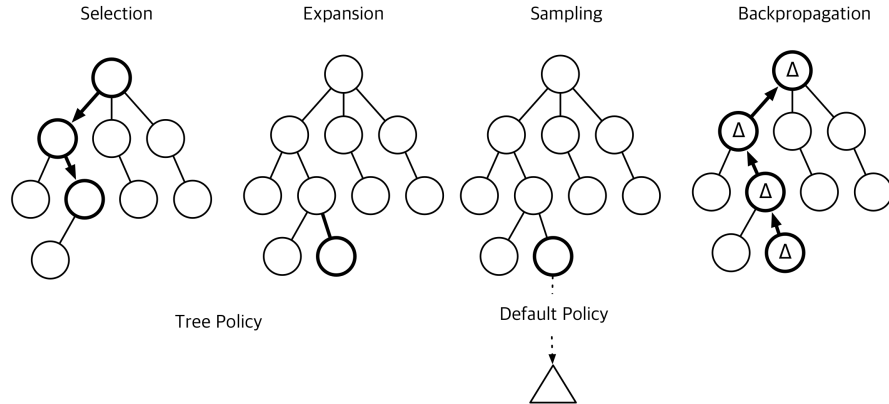 Selection
Expansion
Sampling
Backpropagation
Δ
Δ
Δ
Δ
Tree Policy
Default Policy